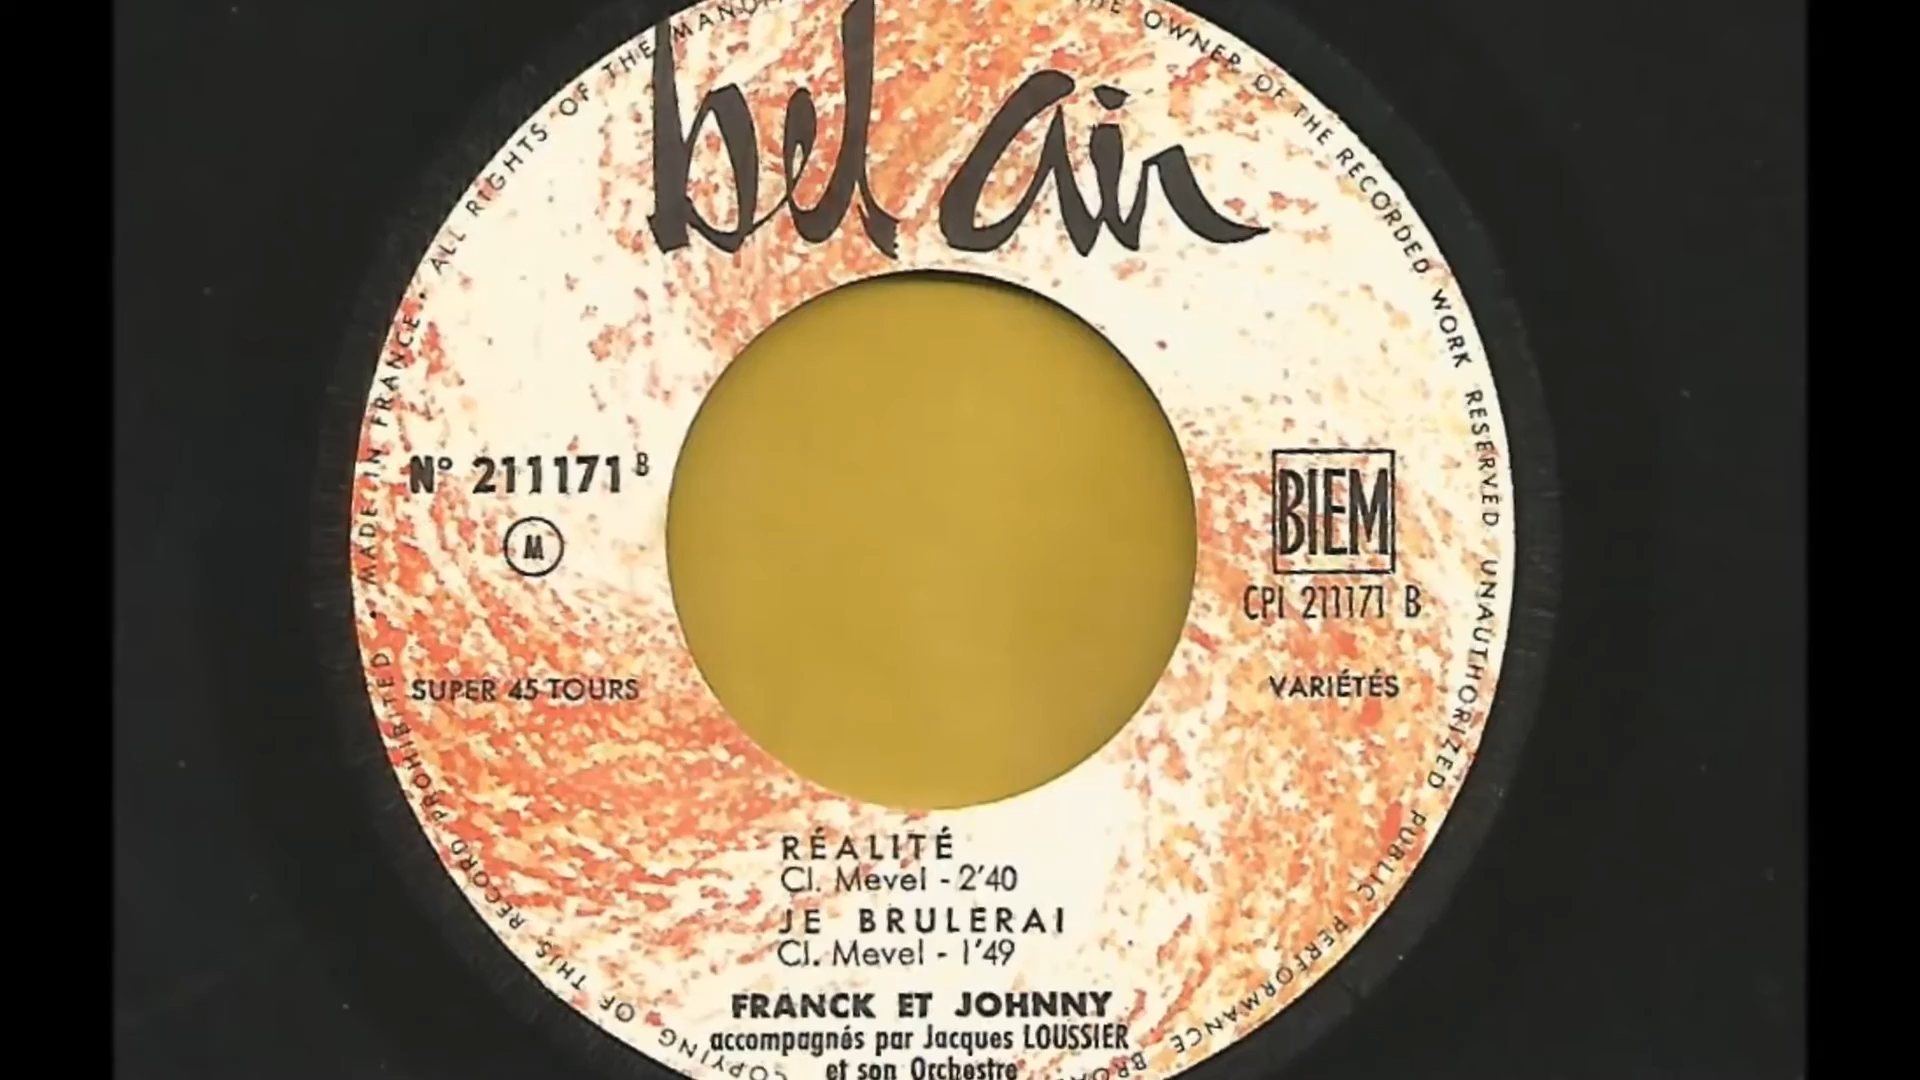 bel air
MADE IN FRANCE · ALL RIGHTS OF THE
OWNER OF THE RECORDED WORK RESERVED UNAUTHORIZED PUBLIC PERFORMANCE
COPYING OF THIS RECORD PROHIBITED
Nº 211171 B
M
SUPER 45 TOURS
BIEM
CPI 211171 B
VARIÉTÉS
RÉALITÉ
Cl. Mevel - 2'40
JE BRULERAI
Cl. Mevel - 1'49
FRANCK ET JOHNNY
accompagnés par Jacques LOUSSIER
et son Orchestre